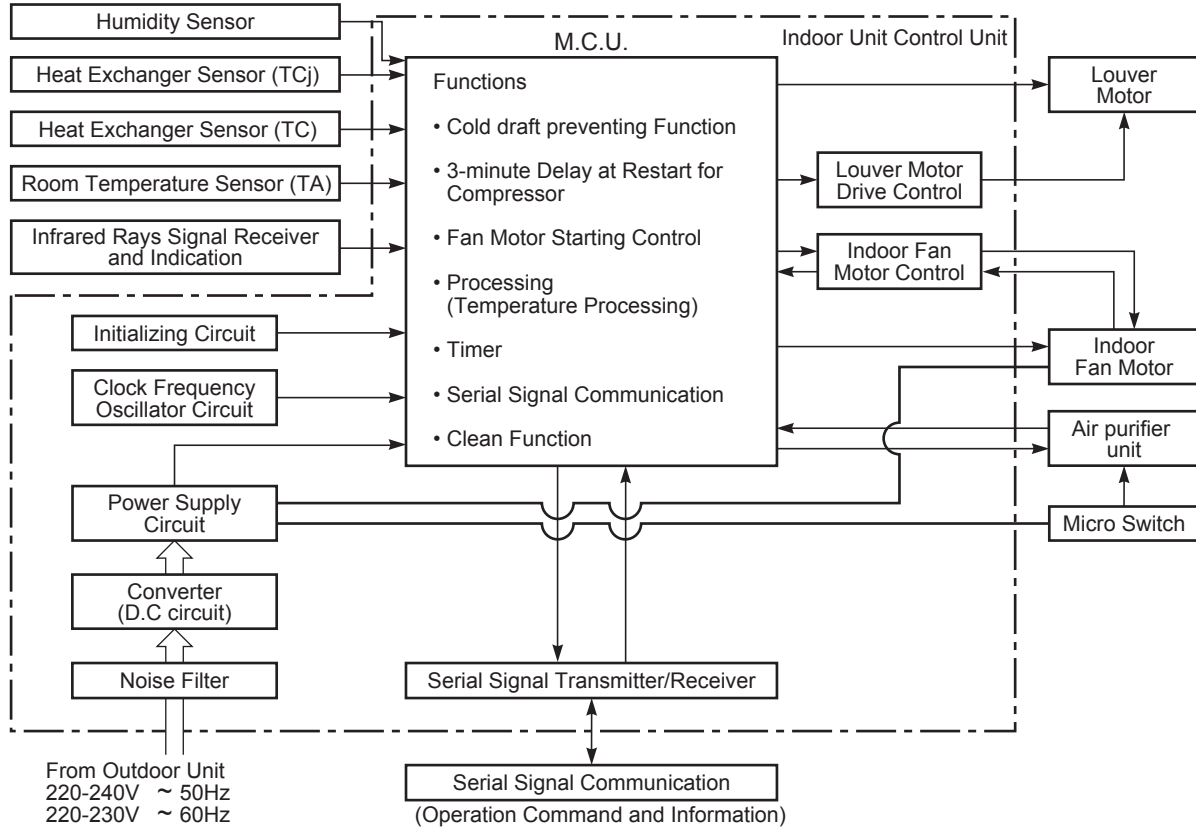 Humidity Sensor
Heat Exchanger Sensor (TCj)
Heat Exchanger Sensor (TC)
Room Temperature Sensor (TA)
Infrared Rays Signal Receiver
and Indication
Initializing Circuit
Clock Frequency
Oscillator Circuit
Power Supply
Circuit
Converter
(D.C circuit)
Noise Filter
From Outdoor Unit
220-240V ~ 50Hz
220-230V ~ 60Hz
M.C.U.
Functions
• Cold draft preventing Function
• 3-minute Delay at Restart for
Compressor
• Fan Motor Starting Control
• Processing
(Temperature Processing)
• Timer
• Serial Signal Communication
• Clean Function
Serial Signal Transmitter/Receiver
Serial Signal Communication
(Operation Command and Information)
Indoor Unit Control Unit
Louver Motor
Drive Control
Indoor Fan
Motor Control
Louver
Motor
Indoor
Fan Motor
Air purifier
unit
Micro Switch